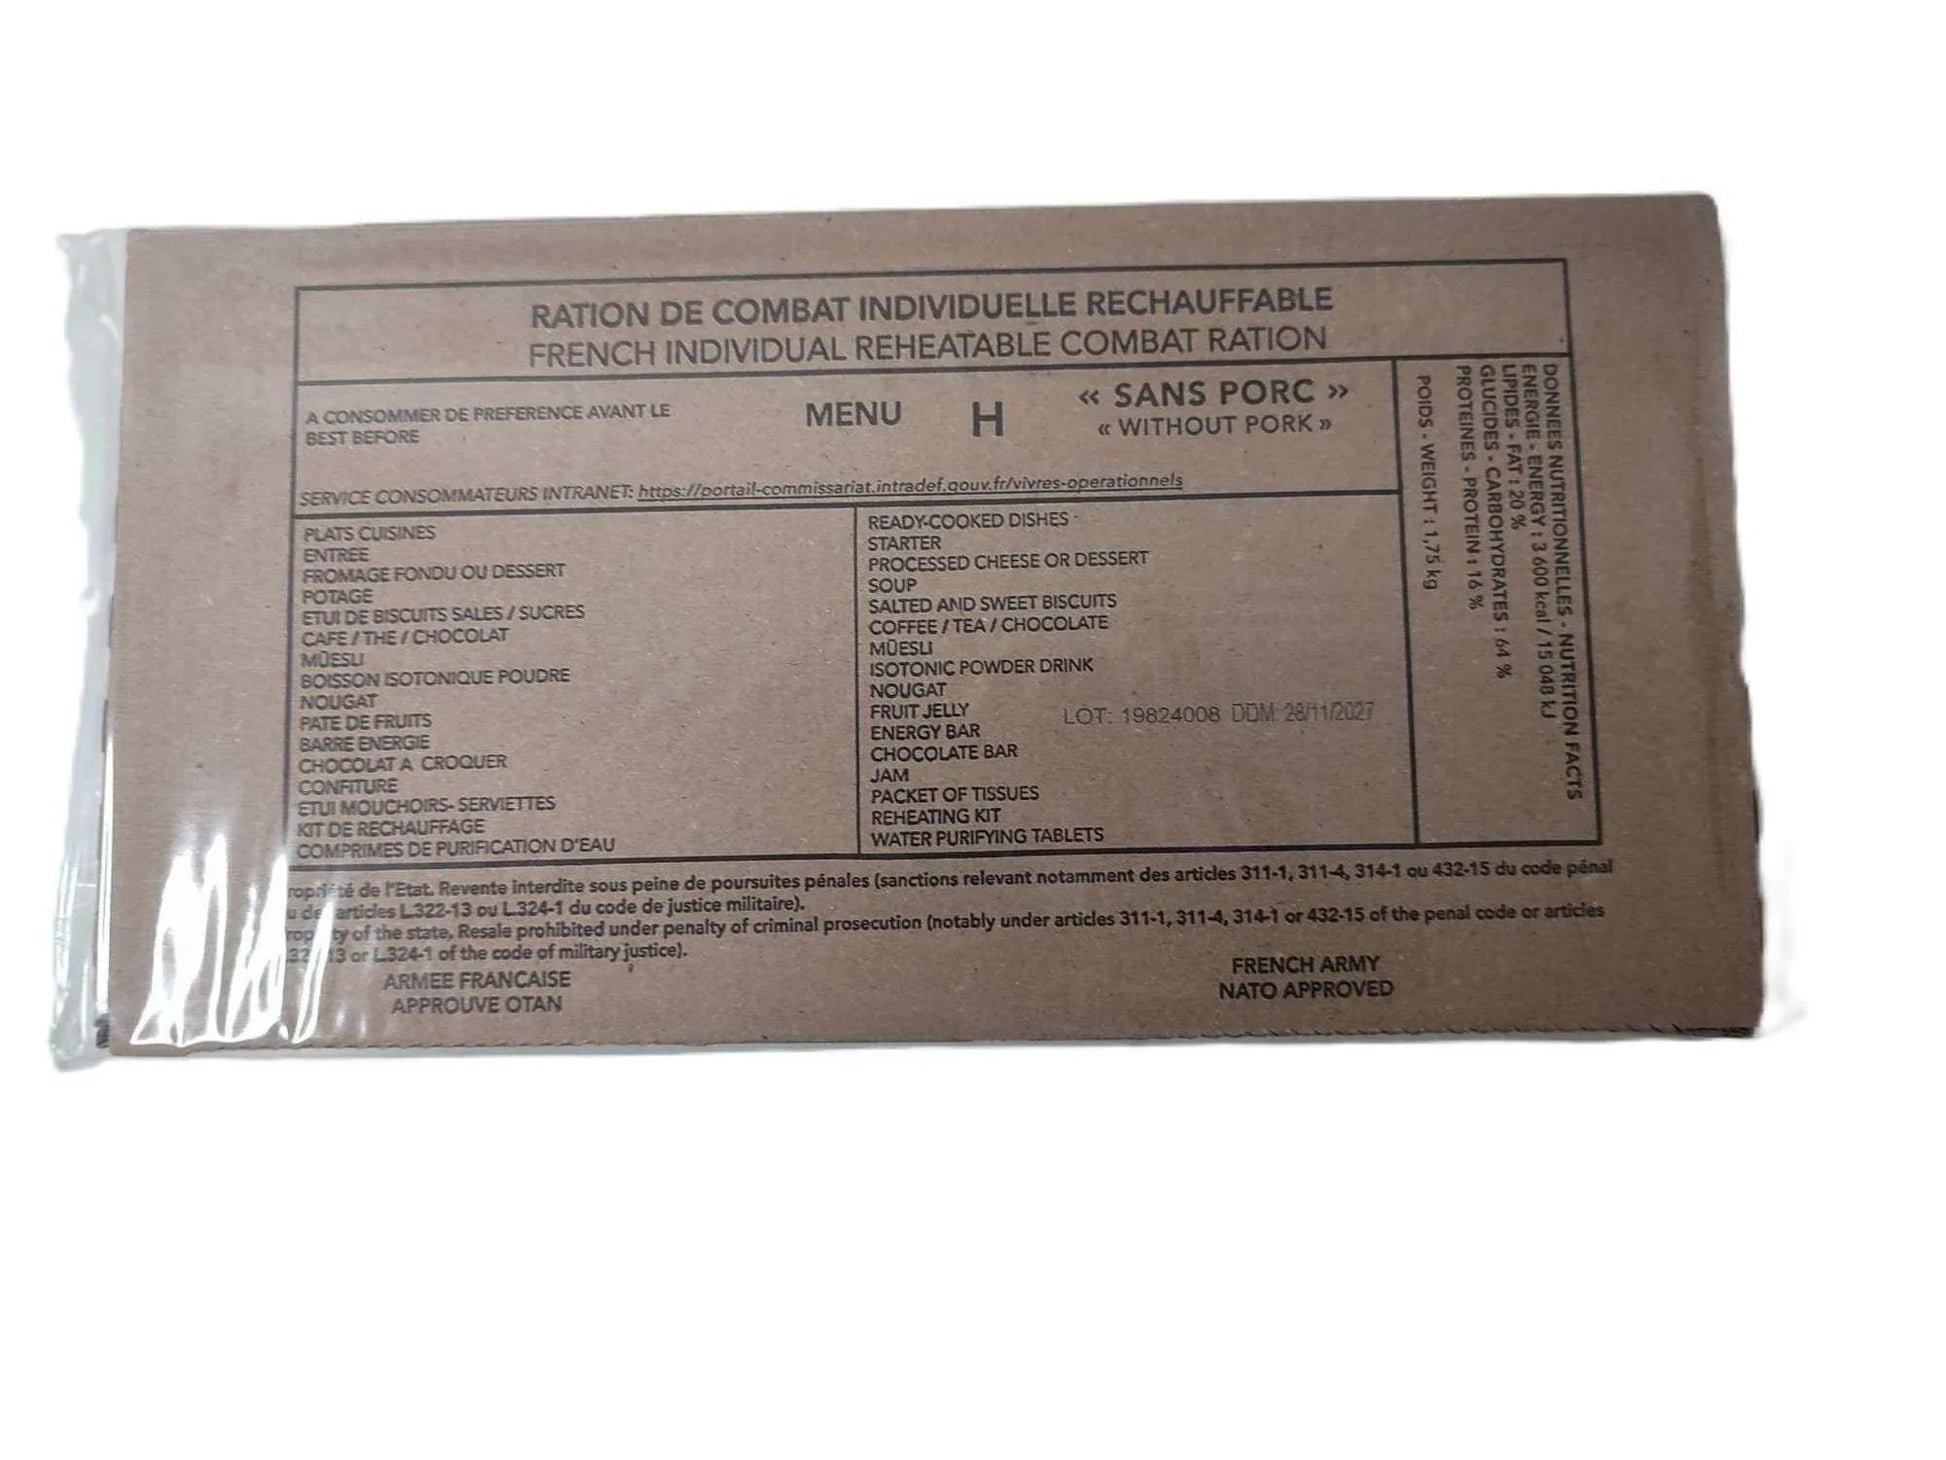 RATION DE COMBAT INDIVIDUELLE RECHAUFFABLE
FRENCH INDIVIDUAL REHEATABLE COMBAT RATION
A CONSOMMER DE PREFERENCE AVANT LE
BEST BEFORE
MENU H
« SANS PORC »
« WITHOUT PORK »
SERVICE CONSOMMATEURS INTRANET: https://portail-commissariat.intradef.gouv.fr/vivres-operationnels
PLATS CUISINES
ENTREE
FROMAGE FONDU OU DESSERT
POTAGE
ETUI DE BISCUITS SALES / SUCRES
CAFE / THE / CHOCOLAT
MÜESLI
BOISSON ISOTONIQUE POUDRE
NOUGAT
PATE DE FRUITS
BARRE ENERGIE
CHOCOLAT A CROQUER
CONFITURE
ETUI MOUCHOIRS- SERVIETTES
KIT DE RECHAUFFAGE
COMPRIMES DE PURIFICATION D'EAU
READY-COOKED DISHES -
STARTER
PROCESSED CHEESE OR DESSERT
SOUP
SALTED AND SWEET BISCUITS
COFFEE / TEA / CHOCOLATE
MÜESLI
ISOTONIC POWDER DRINK
NOUGAT
FRUIT JELLY
ENERGY BAR
CHOCOLATE BAR
JAM
PACKET OF TISSUES
REHEATING KIT
WATER PURIFYING TABLETS
LOT: 19824008 DDM: 28/11/2027
DONNEES NUTRITIONNELLES - NUTRITION FACTS
ENERGIE - ENERGY : 3 600 kcal / 15 048 kJ
LIPIDES - FAT : 20 %
GLUCIDES - CARBOHYDRATES : 64 %
PROTEINES - PROTEIN : 16 %
POIDS - WEIGHT : 1,75 kg
de l'Etat. Revente interdite sous peine de poursuites pénales (sanctions relevant notamment des articles 311-1, 311-4, 314-1 ou 432-15 du code pénal
articles L.322-13 ou L.324-1 du code de justice militaire).
of the state, Resale prohibited under penalty of criminal prosecution (notably under articles 311-1, 311-4, 314-1 or 432-15 of the penal code or articles
or L.324-1 of the code of military justice).
ARMEE FRANCAISE
APPROUVE OTAN
FRENCH ARMY
NATO APPROVED